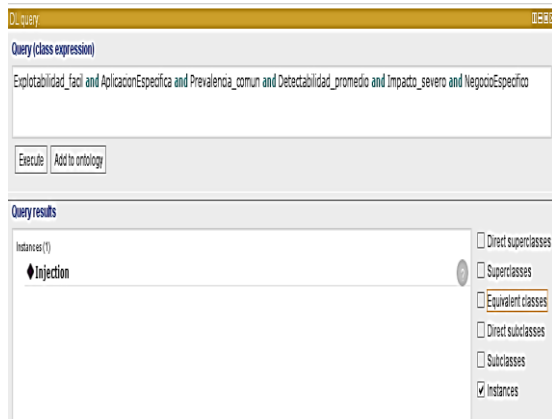 DL query
Query (class expression)
Explotabilidad_facil and AplicacionEspecifica and Prevalencia_comun and Detectabilidad_promedio and Impacto_severo and NegocioEspecifico
Execute
Add to ontology
Query results
Instances (1)
Injection
?
Direct superclasses
Superclasses
Equivalent classes
Direct subclasses
Subclasses
Instances